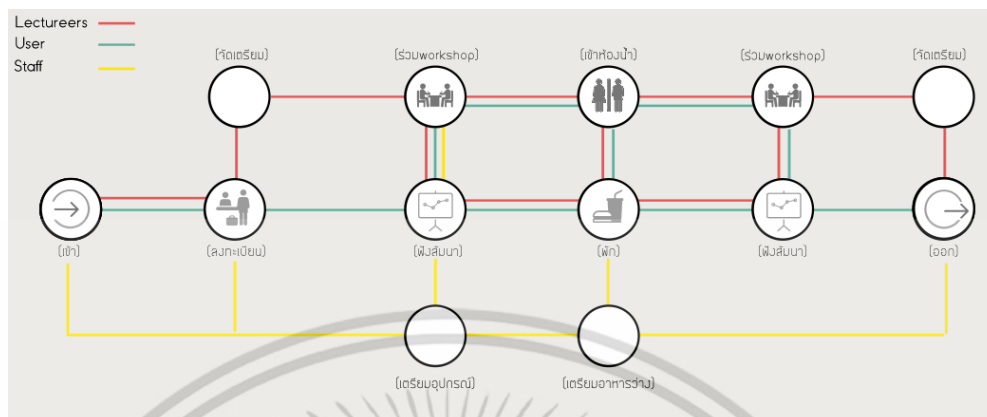 Lectureers
User
Staff
(จัดเตรียม) (ร่วมworkshop) (เข้าห้องน้ำ) (ร่วมworkshop) (จัดเตรียม)
(เข้า) (ลงทะเบียน) (ฟังสัมนา) (พัก) (ฟังสัมนา) (ออก)
(เตรียมอุปกรณ์) (เตรียมอาหารว่าง)